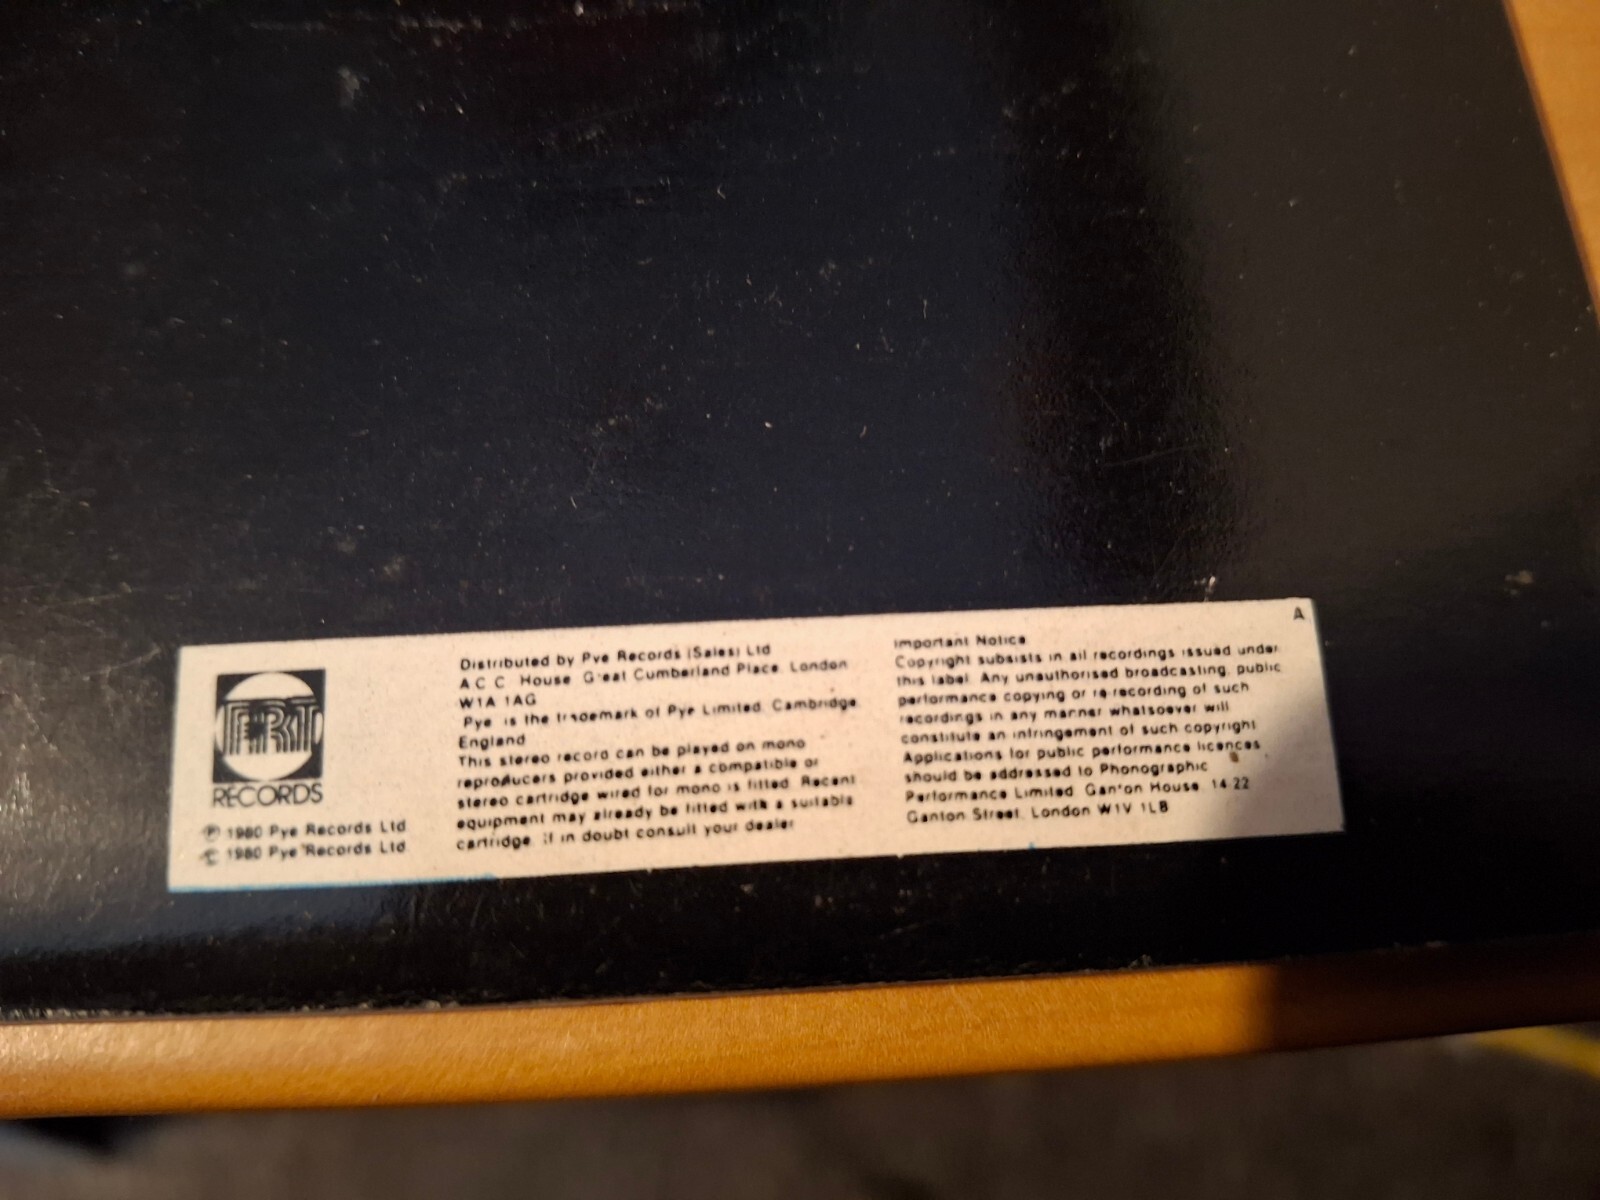 PRT
RECORDS
℗ 1980 Pye Records Ltd
© 1980 Pye Records Ltd
Distributed by Pye Records (Sales) Ltd
A C C House Great Cumberland Place London
W1A 1AG
Pye is the trademark of Pye Limited Cambridge
England
This stereo record can be played on mono
reproducers provided either a compatible or
stereo cartridge wired for mono is fitted Recent
equipment may already be fitted with a suitable
cartridge. If in doubt consult your dealer
A
Important Notice
Copyright subsists in all recordings issued under
this label Any unauthorised broadcasting, public
performance copying or re-recording of such
recordings in any manner whatsoever will
constitute an infringement of such copyright
Applications for public performance licences
should be addressed to Phonographic
Performance Limited Ganton House 14-22
Ganton Street, London W1V 1LB